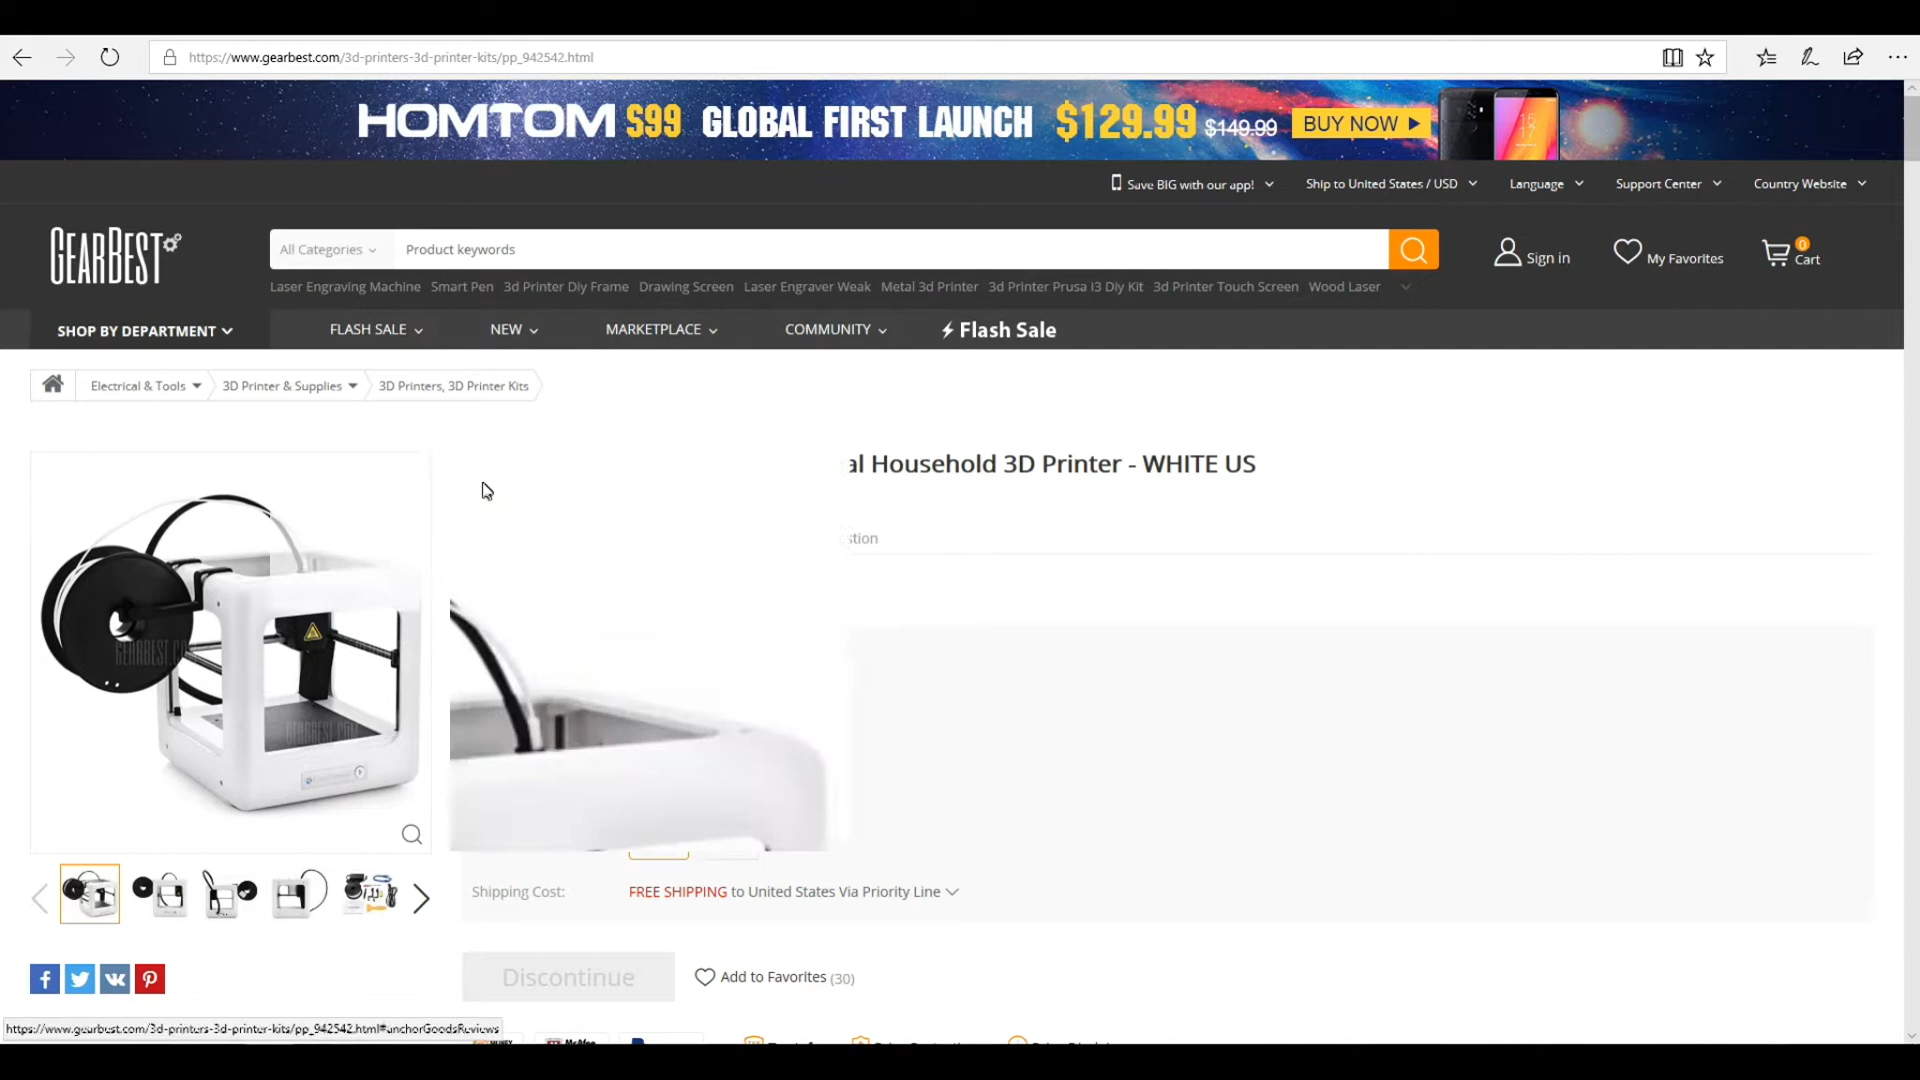 https://www.gearbest.com/3d-printers-3d-printer-kits/pp_942542.html
HOMTOM S99 GLOBAL FIRST LAUNCH $129.99 $149.99 BUY NOW
Save BIG with our app! Ship to United States / USD Language Support Center Country Website
GEARBEST
All Categories Product keywords
Sign in My Favorites 0 Cart
Laser Engraving Machine Smart Pen 3d Printer Diy Frame Drawing Screen Laser Engraver Weak Metal 3d Printer 3d Printer Prusa I3 Diy Kit 3d Printer Touch Screen Wood Laser
SHOP BY DEPARTMENT FLASH SALE NEW MARKETPLACE COMMUNITY Flash Sale
Electrical & Tools 3D Printer & Supplies 3D Printers, 3D Printer Kits
al Household 3D Printer - WHITE US
stion
GEARBEST.COM
Shipping Cost: FREE SHIPPING to United States Via Priority Line
Discontinue Add to Favorites (30)
https://www.gearbest.com/3d-printers-3d-printer-kits/pp_942542.html#anchorGoodsReviews